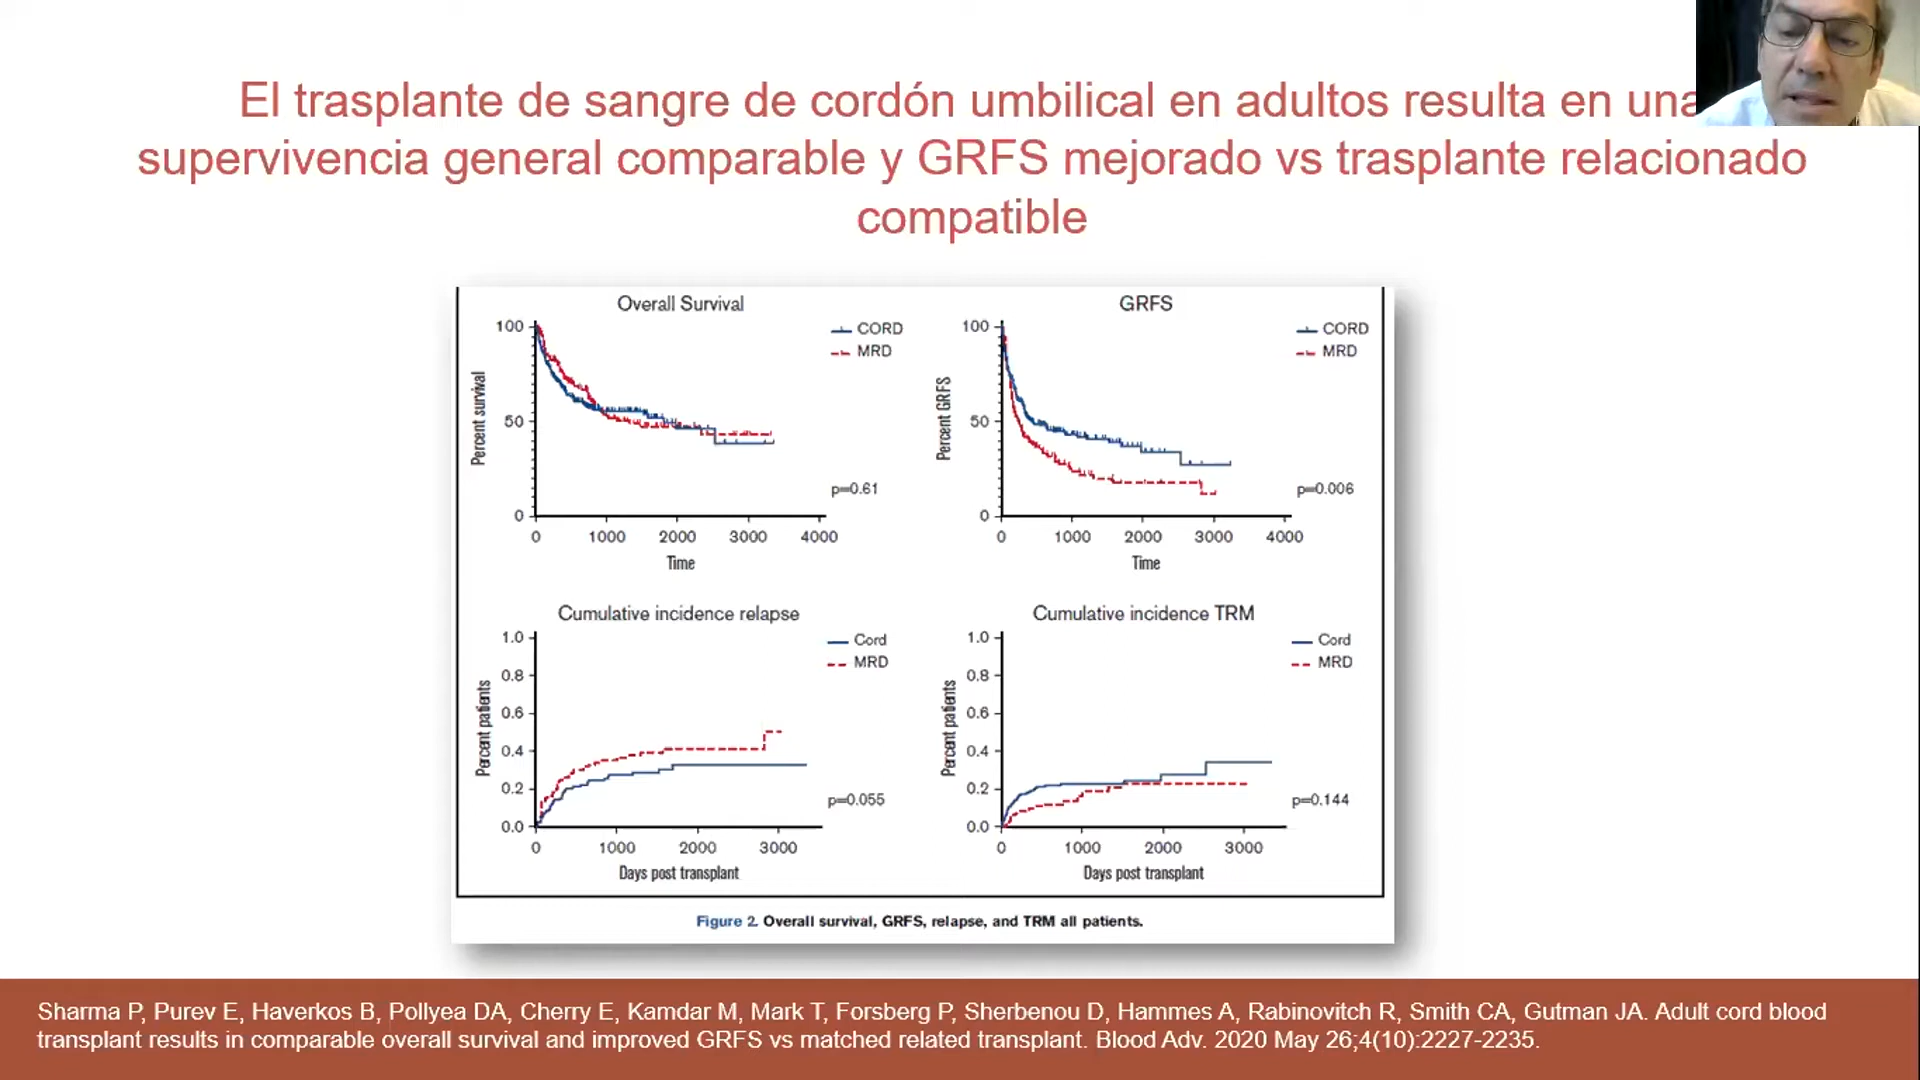 El trasplante de sangre de cordón umbilical en adultos resulta en una
supervivencia general comparable y GRFS mejorado vs trasplante relacionado
compatible
Overall Survival
100
50
0
Percent survival
CORD
MRD
p=0.61
0 1000 2000 3000 4000
Time
GRFS
100
50
0
Percent GRFS
CORD
MRD
p=0.006
0 1000 2000 3000 4000
Time
Cumulative incidence relapse
1.0
0.8
0.6
0.4
0.2
0.0
Percent patients
Cord
MRD
p=0.055
0 1000 2000 3000
Days post transplant
Cumulative incidence TRM
1.0
0.8
0.6
0.4
0.2
0.0
Percent patients
Cord
MRD
p=0.144
0 1000 2000 3000
Days post transplant
Figure 2. Overall survival, GRFS, relapse, and TRM all patients.
Sharma P, Purev E, Haverkos B, Pollyea DA, Cherry E, Kamdar M, Mark T, Forsberg P, Sherbenou D, Hammes A, Rabinovitch R, Smith CA, Gutman JA. Adult cord blood
transplant results in comparable overall survival and improved GRFS vs matched related transplant. Blood Adv. 2020 May 26;4(10):2227-2235.